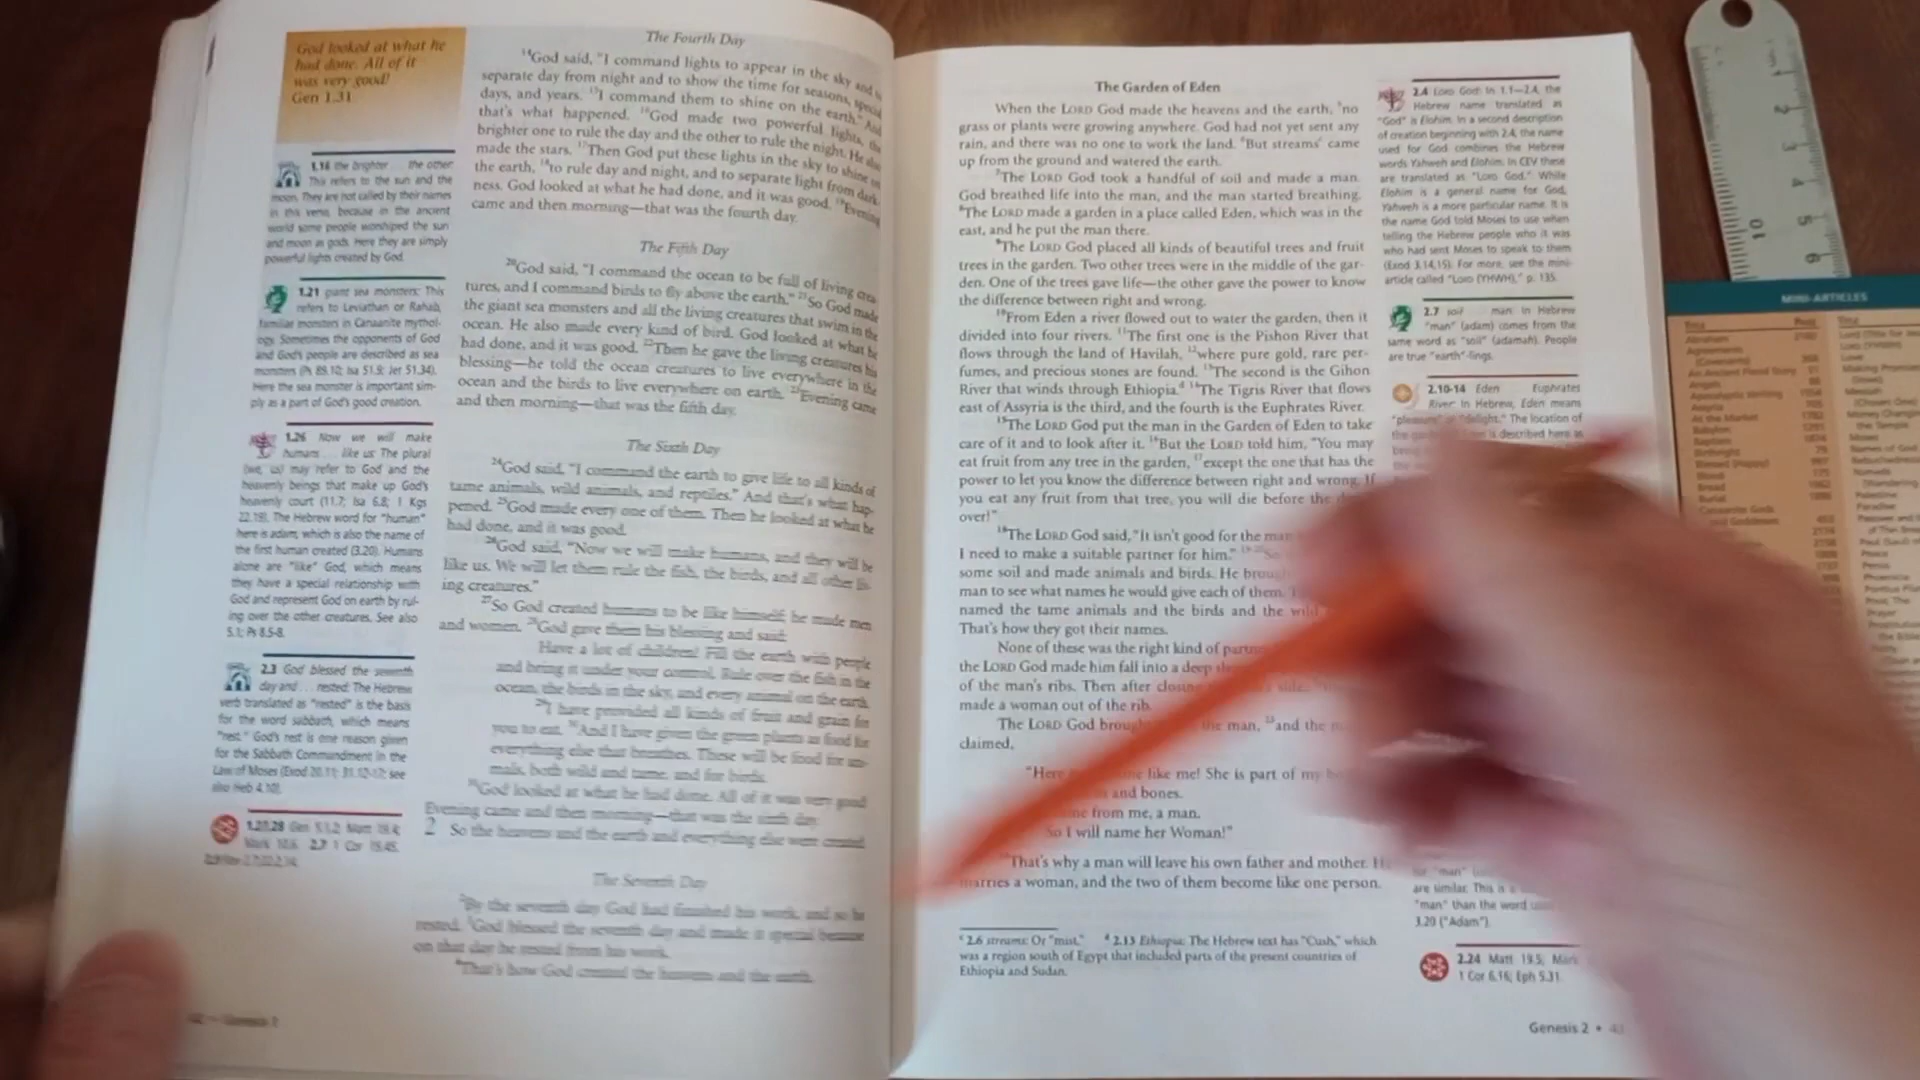 God looked at what he
had done. All of it
was very good!
Gen 1.31
1.16 the brighter . . . the other:
This refers to the sun and the
moon. They are not called by their names
in this verse, because in the ancient
world some people worshiped the sun
and moon as gods. Here they are simply
powerful lights created by God.
1.21 giant sea monsters: This
refers to Leviathan or Rahab,
familiar monsters in Canaanite mythol-
ogy. Sometimes the opponents of God
and God's people are described as sea
monsters (Ps 89.10; Isa 51.9; Jer 51.34).
Here the sea monster is important sim-
ply as a part of God's good creation.
1.26 Now we will make
humans . . . like us: The plural
(we, us) may refer to God and the
heavenly beings that make up God's
heavenly court (11.7; Isa 6.8; 1 Kgs
22.19). The Hebrew word for "human"
here is adam, which is also the name of
the first human created (3.20). Humans
alone are "like" God, which means
they have a special relationship with
God and represent God on earth by rul-
ing over the other creatures. See also
5.1; Ps 8.5-8.
2.3 God blessed the seventh
day and . . . rested: The Hebrew
verb translated as "rested" is the basis
for the word sabbath, which means
"rest." God's rest is one reason given
for the Sabbath Commandment in the
Law of Moses (Exod 20.11; 31.12-17; see
also Heb 4.10).
1.27,28 Gen 5.1,2; Matt 19.4;
Mark 10.6 2.7 1 Cor 15.45
The Fourth Day
14God said, "I command lights to appear in the sky and to
separate day from night and to show the time for seasons, special
days, and years. 15I command them to shine on the earth." And
that's what happened. 16God made two powerful lights, the
brighter one to rule the day and the other to rule the night. He also
made the stars. 17Then God put these lights in the sky to shine on
the earth, 18to rule day and night, and to separate light from dark-
ness. God looked at what he had done, and it was good. 19Evening
came and then morning—that was the fourth day.
The Fifth Day
20God said, "I command the ocean to be full of living crea-
tures, and I command birds to fly above the earth." 21So God made
the giant sea monsters and all the living creatures that swim in the
ocean. He also made every kind of bird. God looked at what he
had done, and it was good. 22Then he gave the living creatures his
blessing—he told the ocean creatures to live everywhere in the
ocean and the birds to live everywhere on earth. 23Evening came
and then morning—that was the fifth day.
The Sixth Day
24God said, "I command the earth to give life to all kinds of
tame animals, wild animals, and reptiles." And that's what hap-
pened. 25God made every one of them. Then he looked at what he
had done, and it was good.
26God said, "Now we will make humans, and they will be
like us. We will let them rule the fish, the birds, and all other liv-
ing creatures."
27So God created humans to be like himself; he made men
and women. 28God gave them his blessing and said:
Have a lot of children! Fill the earth with people
and bring it under your control. Rule over the fish in the
ocean, the birds in the sky, and every animal on the earth.
29I have provided all kinds of fruit and grain for
you to eat. 30And I have given the green plants as food for
everything else that breathes. These will be food for an-
imals, both wild and tame, and for birds.
31God looked at what he had done. All of it was very good!
Evening came and then morning—that was the sixth day.
2 So the heavens and the earth and everything else were created.
The Seventh Day
2By the seventh day God had finished his work, and so he
rested. 3God blessed the seventh day and made it special because
on that day he rested from his work.
4That's how God created the heavens and the earth.
The Garden of Eden
When the LORD God made the heavens and the earth, 5no
grass or plants were growing anywhere. God had not yet sent any
rain, and there was no one to work the land. 6But streams came
up from the ground and watered the earth.
7The LORD God took a handful of soil and made a man.
God breathed life into the man, and the man started breathing.
8The LORD made a garden in a place called Eden, which was in the
east, and he put the man there.
9The LORD God placed all kinds of beautiful trees and fruit
trees in the garden. Two other trees were in the middle of the gar-
den. One of the trees gave life—the other gave the power to know
the difference between right and wrong.
10From Eden a river flowed out to water the garden, then it
divided into four rivers. 11The first one is the Pishon River that
flows through the land of Havilah, 12where pure gold, rare per-
fumes, and precious stones are found. 13The second is the Gihon
River that winds through Ethiopia.d 14The Tigris River that flows
east of Assyria is the third, and the fourth is the Euphrates River.
15The LORD God put the man in the Garden of Eden to take
care of it and to look after it. 16But the LORD told him, "You may
eat fruit from any tree in the garden, 17except the one that has the
power to let you know the difference between right and wrong. If
you eat any fruit from that tree, you will die before the
over!"
18The LORD God said, "It isn't good for the man
I need to make a suitable partner for him." 19-20So
some soil and made animals and birds. He brought
man to see what names he would give each of them.
named the tame animals and the birds and the wild
That's how they got their names.
None of these was the right kind of partner
the LORD God made him fall into a deep
of the man's ribs. Then after closing
made a woman out of the rib.
The LORD God brought the man, 23and the
claimed,
"Here like me! She is part of my
and bones.
from me, a man.
So I will name her Woman!"
That's why a man will leave his own father and mother. He
marries a woman, and the two of them become like one person.
c 2.6 streams: Or "mist." d 2.13 Ethiopia: The Hebrew text has "Cush," which
was a region south of Egypt that included parts of the present countries of
Ethiopia and Sudan.
2.4 LORD God: In 1.1—2.4, the
Hebrew name translated as
"God" is Elohim. In a second description
of creation beginning with 2.4, the name
used for God combines the Hebrew
words Yahweh and Elohim. In CEV these
are translated as "LORD God." While
Elohim is a general name for God,
Yahweh is a more particular name. It is
the name God told Moses to use when
telling the Hebrew people who it was
who had sent Moses to speak to them
(Exod 3.14,15). For more, see the mini-
article called "LORD (YHWH)," p. 135.
2.7 soil . . . man: In Hebrew
"man" (adam) comes from the
same word as "soil" (adamah). People
are true "earth"-lings.
2.10-14 Eden . . . Euphrates
River: In Hebrew, Eden means
"pleasure" or "delight." The location of
the is described here as
for "man"
are similar. This is a
"man" than the word
3.20 ("Adam").
2.24 Matt 19.5; Mark
1 Cor 6.16; Eph 5.31.
Genesis 2 •
MINI-ARTICLES